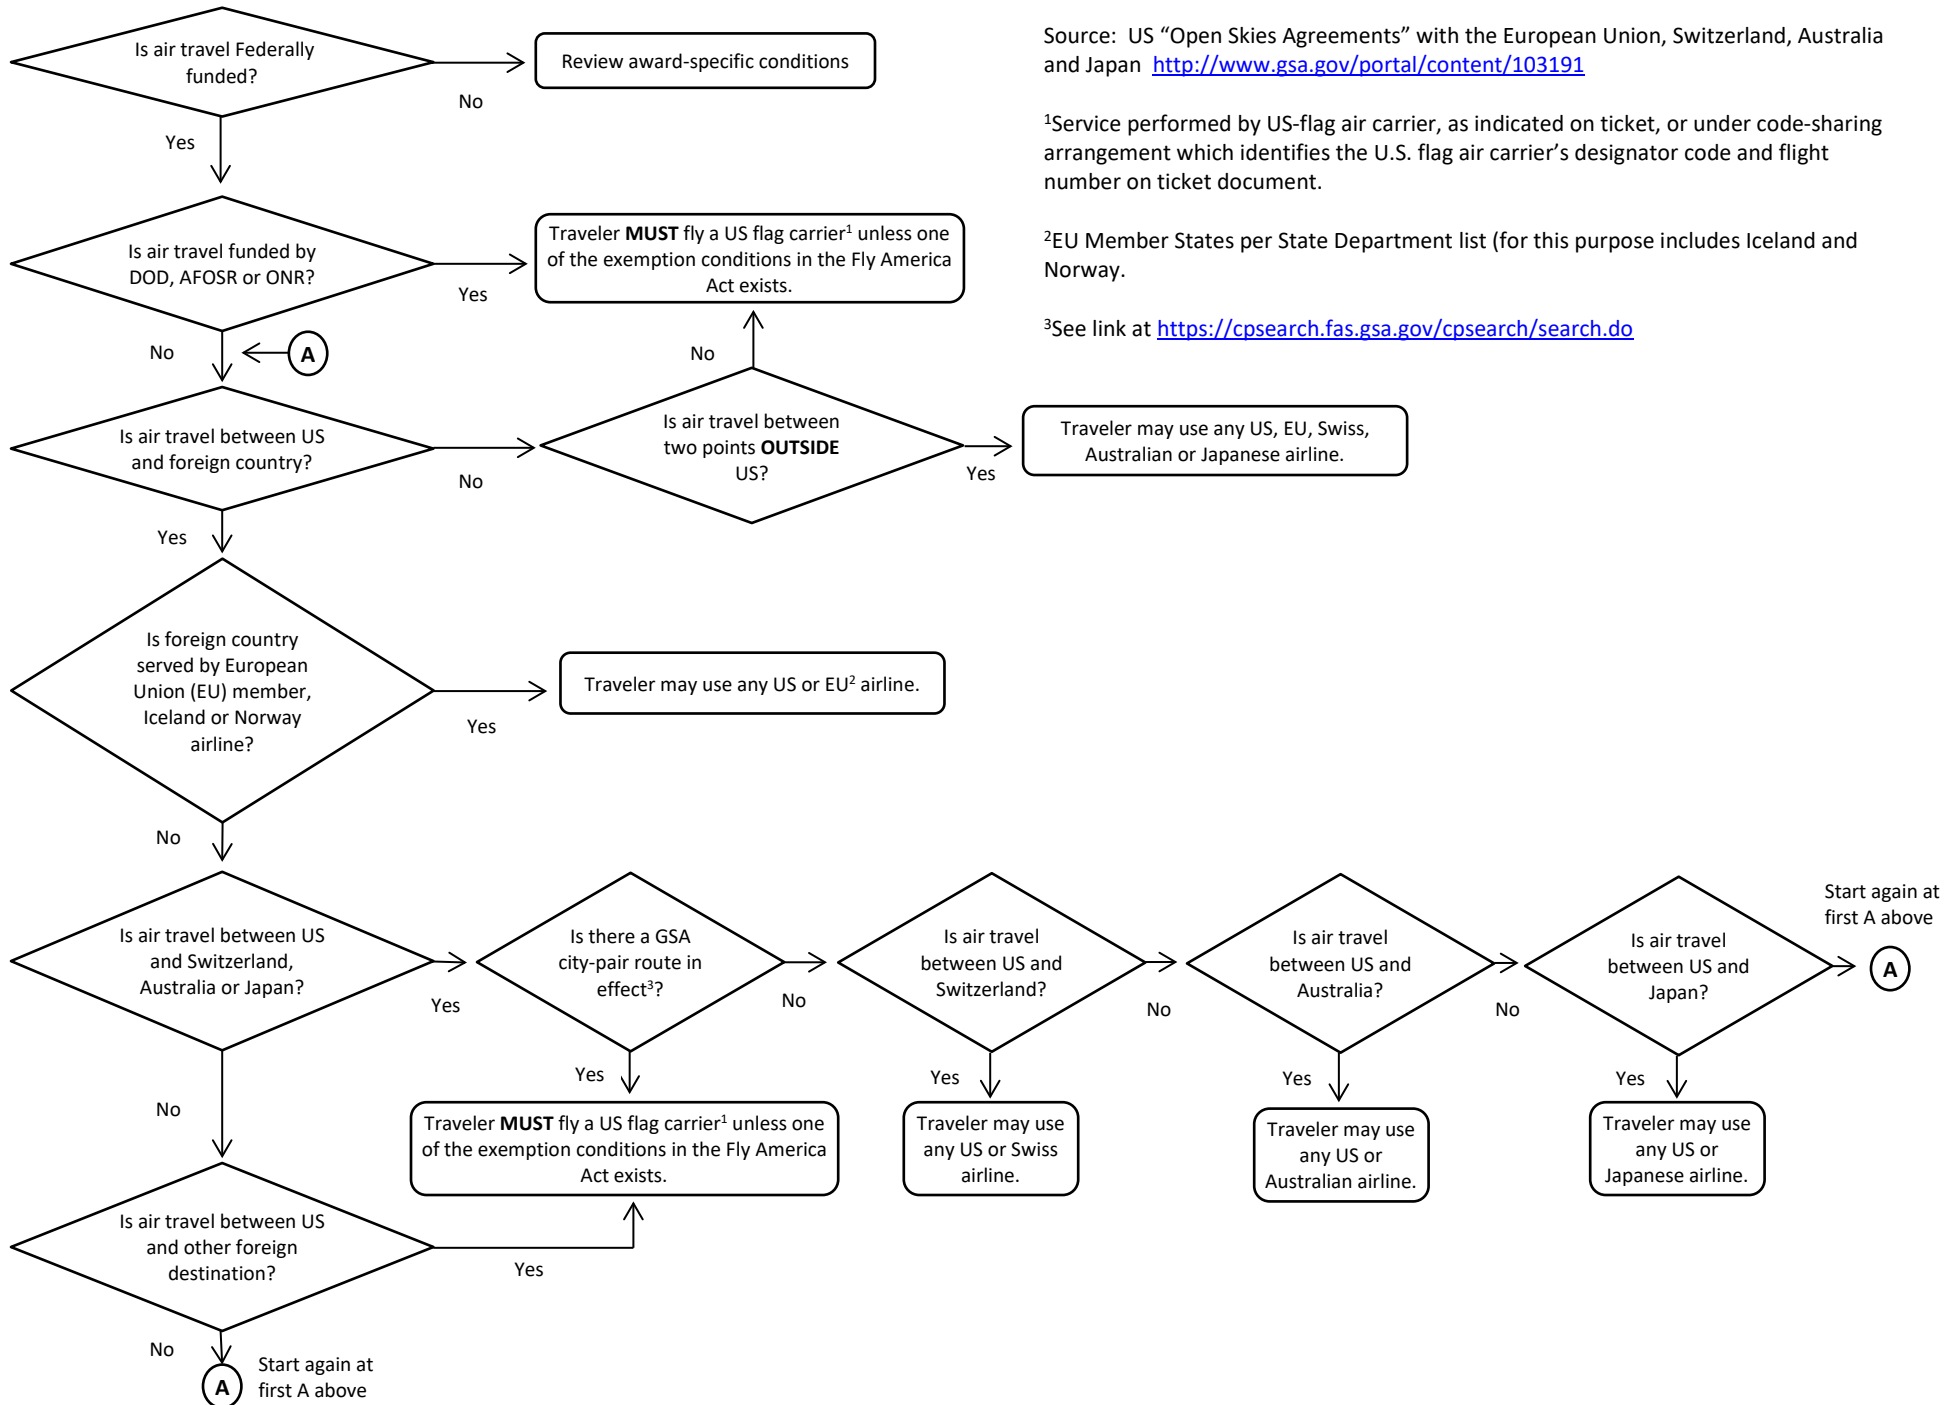 Is air travel Federally
funded?
Review award-specific conditions
No
Yes
Source:  US “Open Skies Agreements” with the European Union, Switzerland, Australia
and Japan  http://www.gsa.gov/portal/content/103191
¹Service performed by US-flag air carrier, as indicated on ticket, or under code-sharing
arrangement which identifies the U.S. flag air carrier’s designator code and flight
number on ticket document.
²EU Member States per State Department list (for this purpose includes Iceland and
Norway.
³See link at https://cpsearch.fas.gsa.gov/cpsearch/search.do
Is air travel funded by
DOD, AFOSR or ONR?
Yes
Traveler MUST fly a US flag carrier¹ unless one
of the exemption conditions in the Fly America
Act exists.
No
A
No
Is air travel between US
and foreign country?
No
Is air travel between
two points OUTSIDE
US?
Yes
Traveler may use any US, EU, Swiss,
Australian or Japanese airline.
Yes
Is foreign country
served by European
Union (EU) member,
Iceland or Norway
airline?
Yes
Traveler may use any US or EU² airline.
No
Is air travel between US
and Switzerland,
Australia or Japan?
Yes
Is there a GSA
city-pair route in
effect³?
No
Is air travel
between US and
Switzerland?
No
Is air travel
between US and
Australia?
No
Is air travel
between US and
Japan?
Start again at
first A above
A
No
Yes
Traveler MUST fly a US flag carrier¹ unless one
of the exemption conditions in the Fly America
Act exists.
Yes
Traveler may use
any US or Swiss
airline.
Yes
Traveler may use
any US or
Australian airline.
Yes
Traveler may use
any US or
Japanese airline.
Is air travel between US
and other foreign
destination?
Yes
No
A
Start again at
first A above